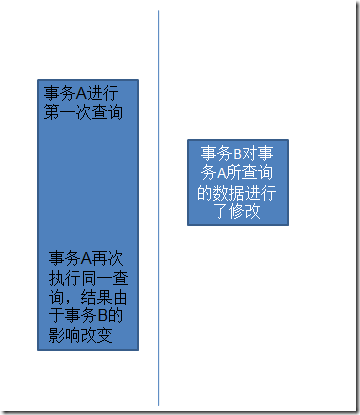 事务A进行
第一次查询
事务B对事
务A所查询
的数据进行
了修改
事务A再次
执行同一查
询，结果由
于事务B的
影响改变